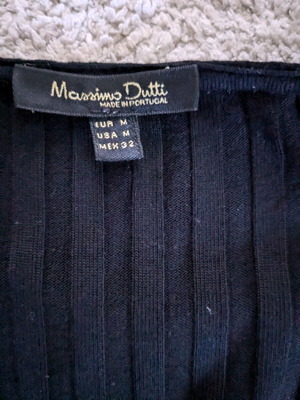 Massimo Dutti
MADE IN PORTUGAL
EUR M
USA M
MEX 32